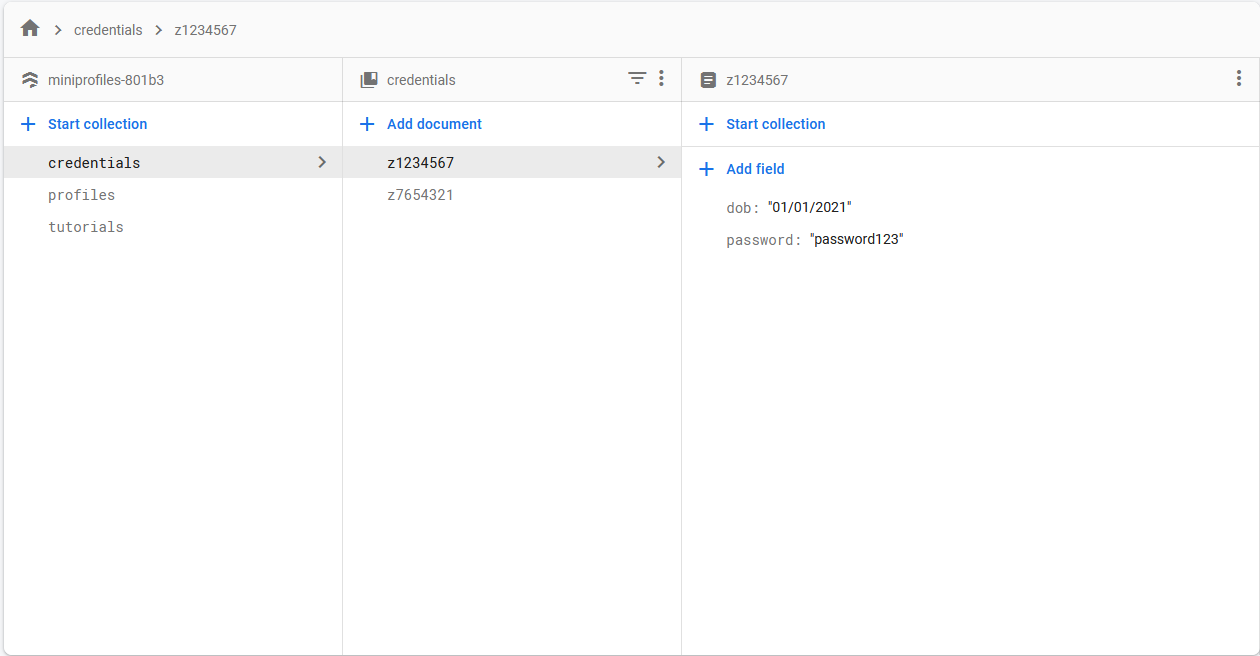 credentials z1234567
miniprofiles-801b3
Start collection
credentials
profiles
tutorials
credentials
Add document
z1234567
z7654321
z1234567
Start collection
Add field
dob: "01/01/2021"
password: "password123"